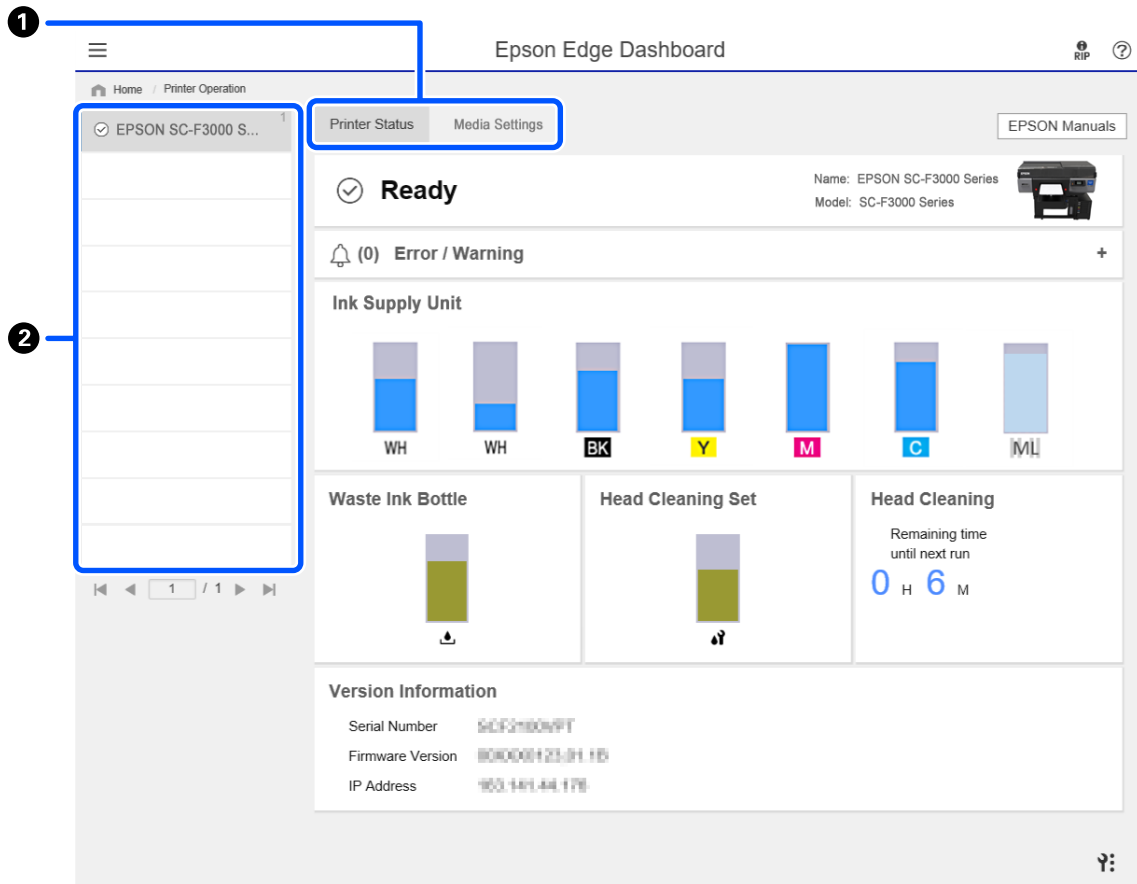 1
Epson Edge Dashboard
RIP
?
Home / Printer Operation
EPSON SC-F3000 S...
1
Printer Status
Media Settings
EPSON Manuals
Ready
Name: EPSON SC-F3000 Series
Model: SC-F3000 Series
(0) Error / Warning
+
Ink Supply Unit
2
WH
WH
BK
Y
M
C
ML
Waste Ink Bottle
Head Cleaning Set
Head Cleaning
Remaining time
until next run
0 H 6 M
1 / 1
Version Information
Serial Number
Firmware Version
IP Address